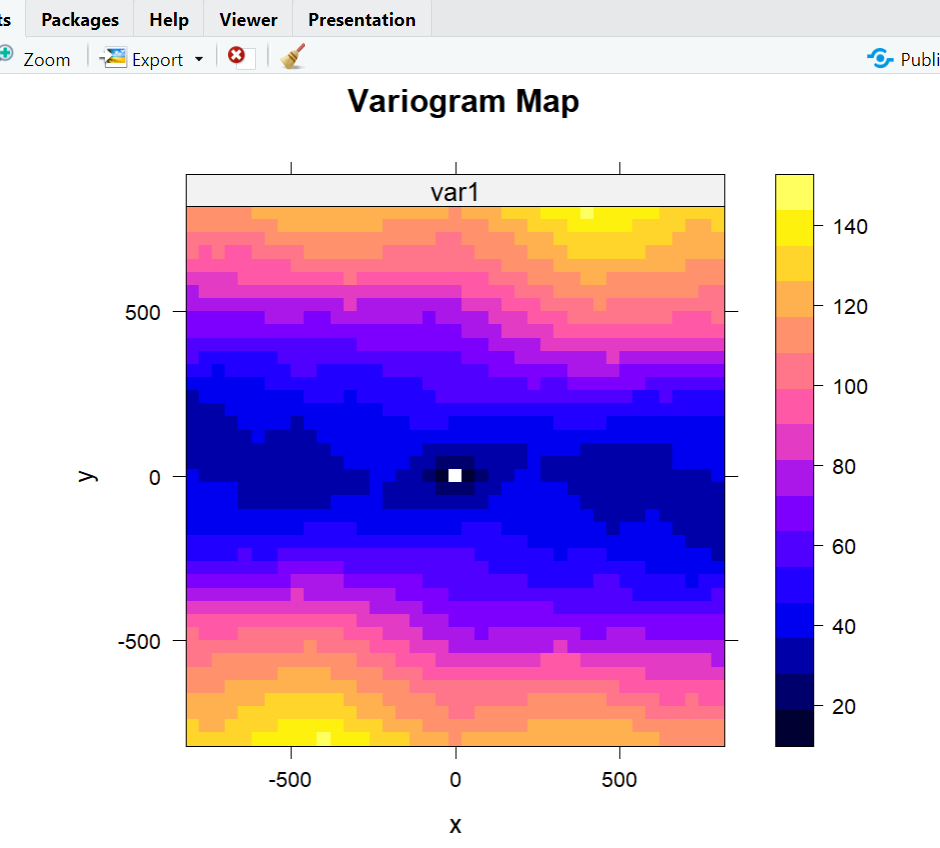 ts Packages Help Viewer Presentation
Zoom Export Publi
Variogram Map
var1
140
120
500
100
80
y
0
60
40
-500
20
-500 0 500
x